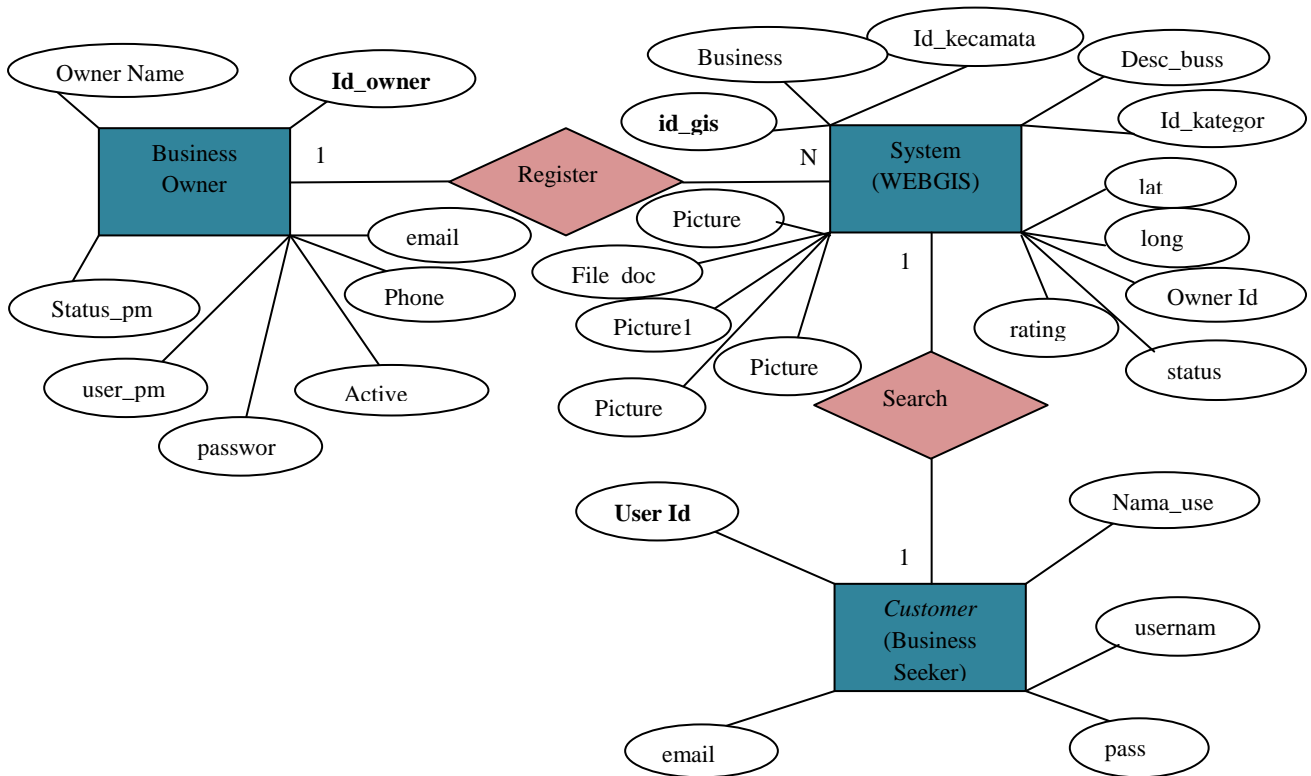 Owner Name
Id_owner
Business
Owner
1
Register
N
email
Phone
Status_pm
user_pm
Active
passwor
Business
Id_kecamata
Desc_buss
id_gis
Id_kategor
System
(WEBGIS)
lat
long
Owner Id
status
rating
Picture
File_doc
Picture1
Picture
Picture
1
Search
1
User Id
Nama_use
Customer
(Business
Seeker)
usernam
pass
email